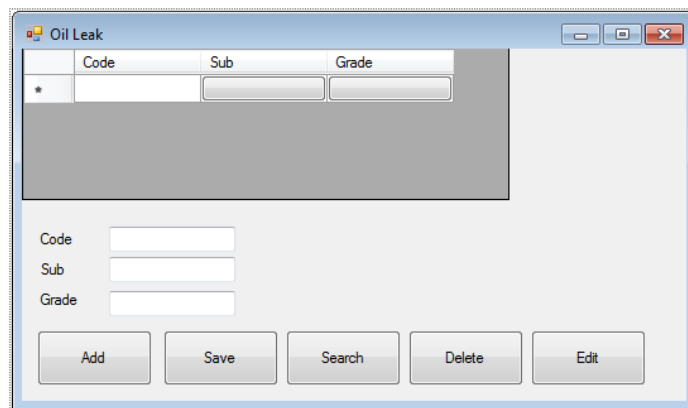 Oil Leak
Code Sub Grade
*
Code
Sub
Grade
Add Save Search Delete Edit